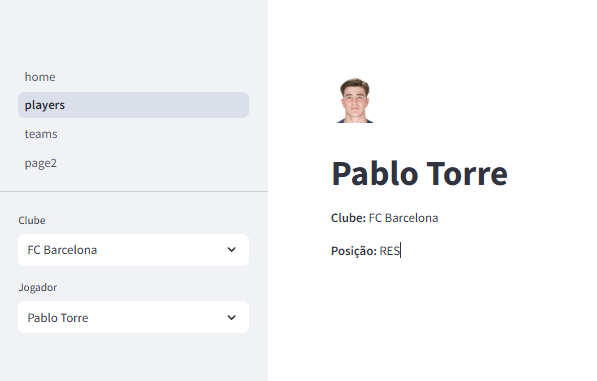 home
players
teams
page2
Clube
FC Barcelona
Jogador
Pablo Torre
Pablo Torre
Clube: FC Barcelona
Posição: RES